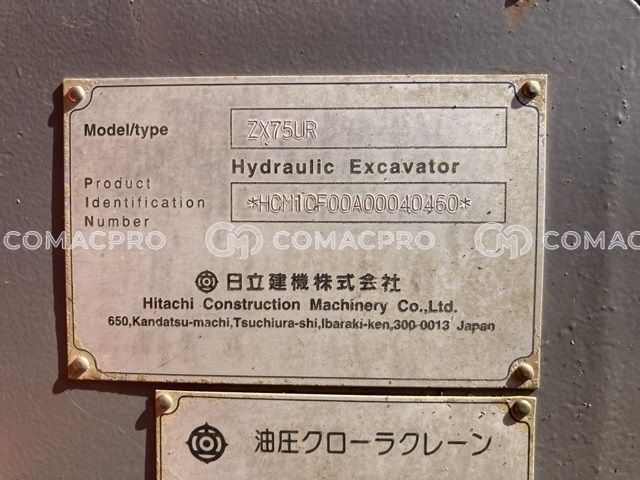 Model/type ZX75UR
Hydraulic Excavator
Product
Identification
Number
*HCM1CF00A00040460*
COMACPRO COMACPRO COMACPRO
日立建機株式会社
Hitachi Construction Machinery Co.,Ltd.
650,Kandatsu-machi,Tsuchiura-shi,Ibaraki-ken,300-0013 Japan
油圧クローラクレーン